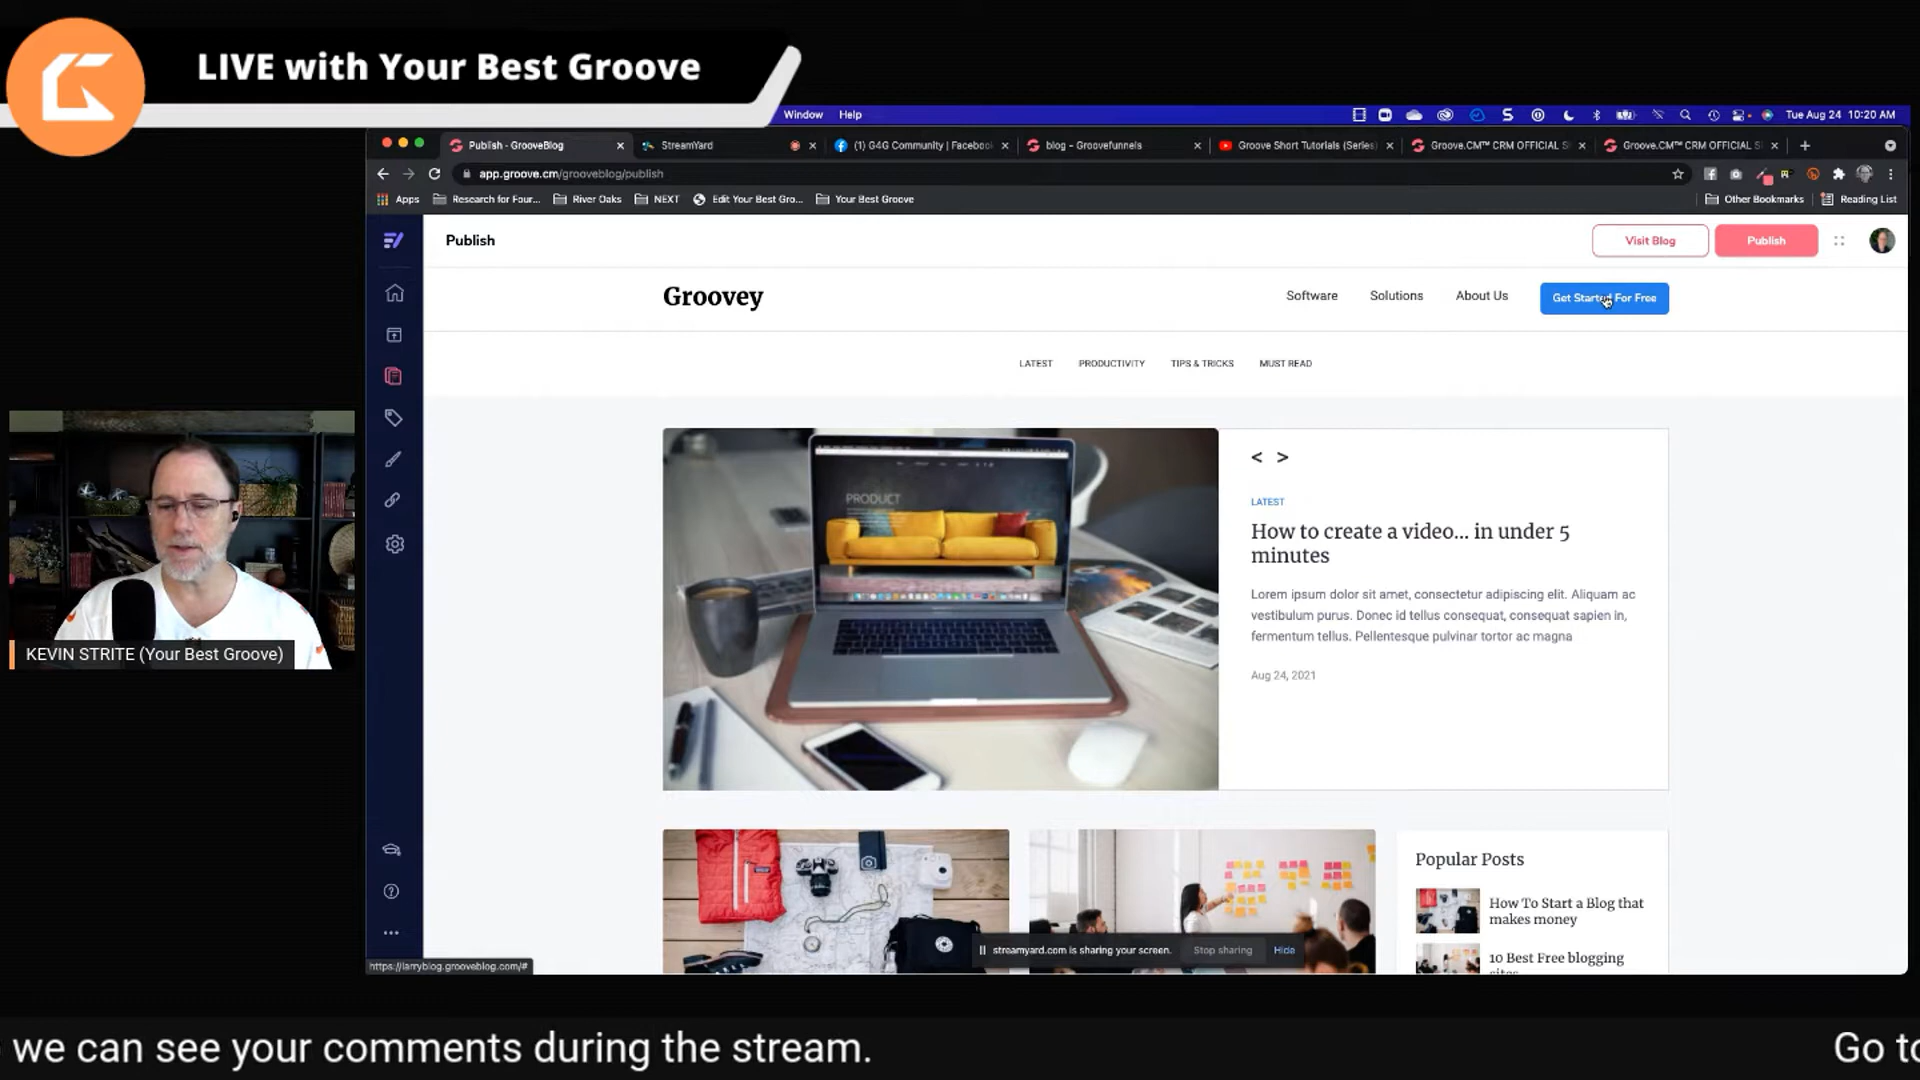 LIVE with Your Best Groove
Window Help
Tue Aug 24 10:20 AM
Publish - GrooveBlog
StreamYard
(1) G4G Community | Facebook
blog – Groovefunnels
Groove Short Tutorials (Series)
Groove.CM™ CRM OFFICIAL S
Groove.CM™ CRM OFFICIAL S
app.groove.cm/grooveblog/publish
Apps
Research for Four...
River Oaks
NEXT
Edit Your Best Gro...
Your Best Groove
Other Bookmarks
Reading List
Publish
Visit Blog
Publish
Groovey
Software
Solutions
About Us
Get Started For Free
LATEST
PRODUCTIVITY
TIPS & TRICKS
MUST READ
PRODUCT
< >
LATEST
How to create a video... in under 5
minutes
Lorem ipsum dolor sit amet, consectetur adipiscing elit. Aliquam ac
vestibulum purus. Donec id tellus consequat, consequat sapien in,
fermentum tellus. Pellentesque pulvinar tortor ac magna
Aug 24, 2021
KEVIN STRITE (Your Best Groove)
Popular Posts
How To Start a Blog that
makes money
10 Best Free blogging
sites
streamyard.com is sharing your screen.
Stop sharing
Hide
https://larryblog.grooveblog.com/#
we can see your comments during the stream.
Go to